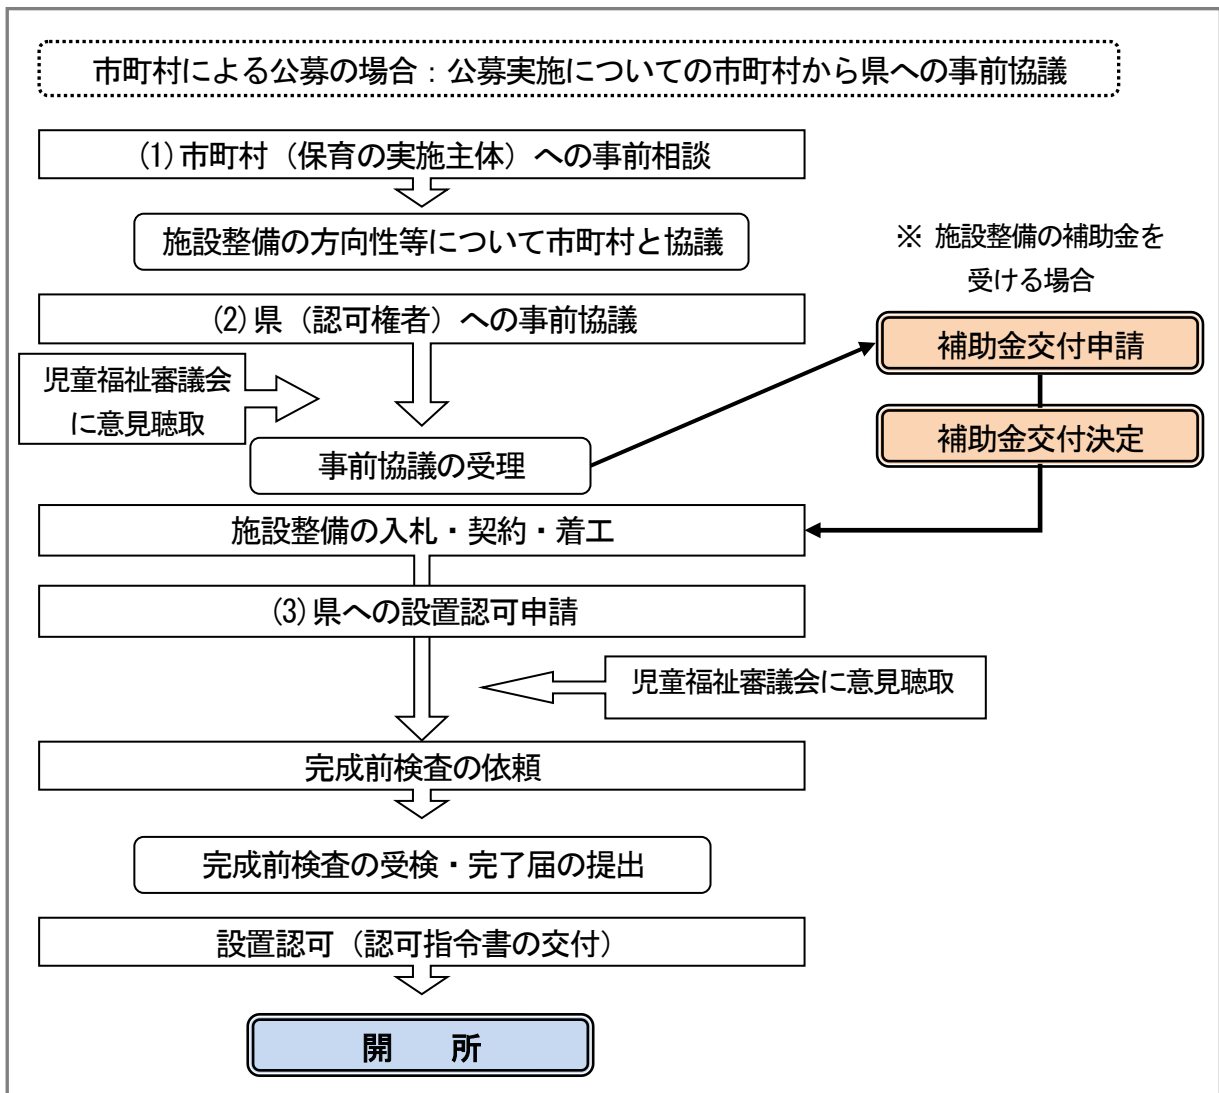 市町村による公募の場合：公募実施についての市町村から県への事前協議
(1)市町村（保育の実施主体）への事前相談
施設整備の方向性等について市町村と協議
※ 施設整備の補助金を
受ける場合
(2)県（認可権者）への事前協議
補助金交付申請
児童福祉審議会
に意見聴取
補助金交付決定
事前協議の受理
施設整備の入札・契約・着工
(3)県への設置認可申請
児童福祉審議会に意見聴取
完成前検査の依頼
完成前検査の受検・完了届の提出
設置認可（認可指令書の交付）
開　所